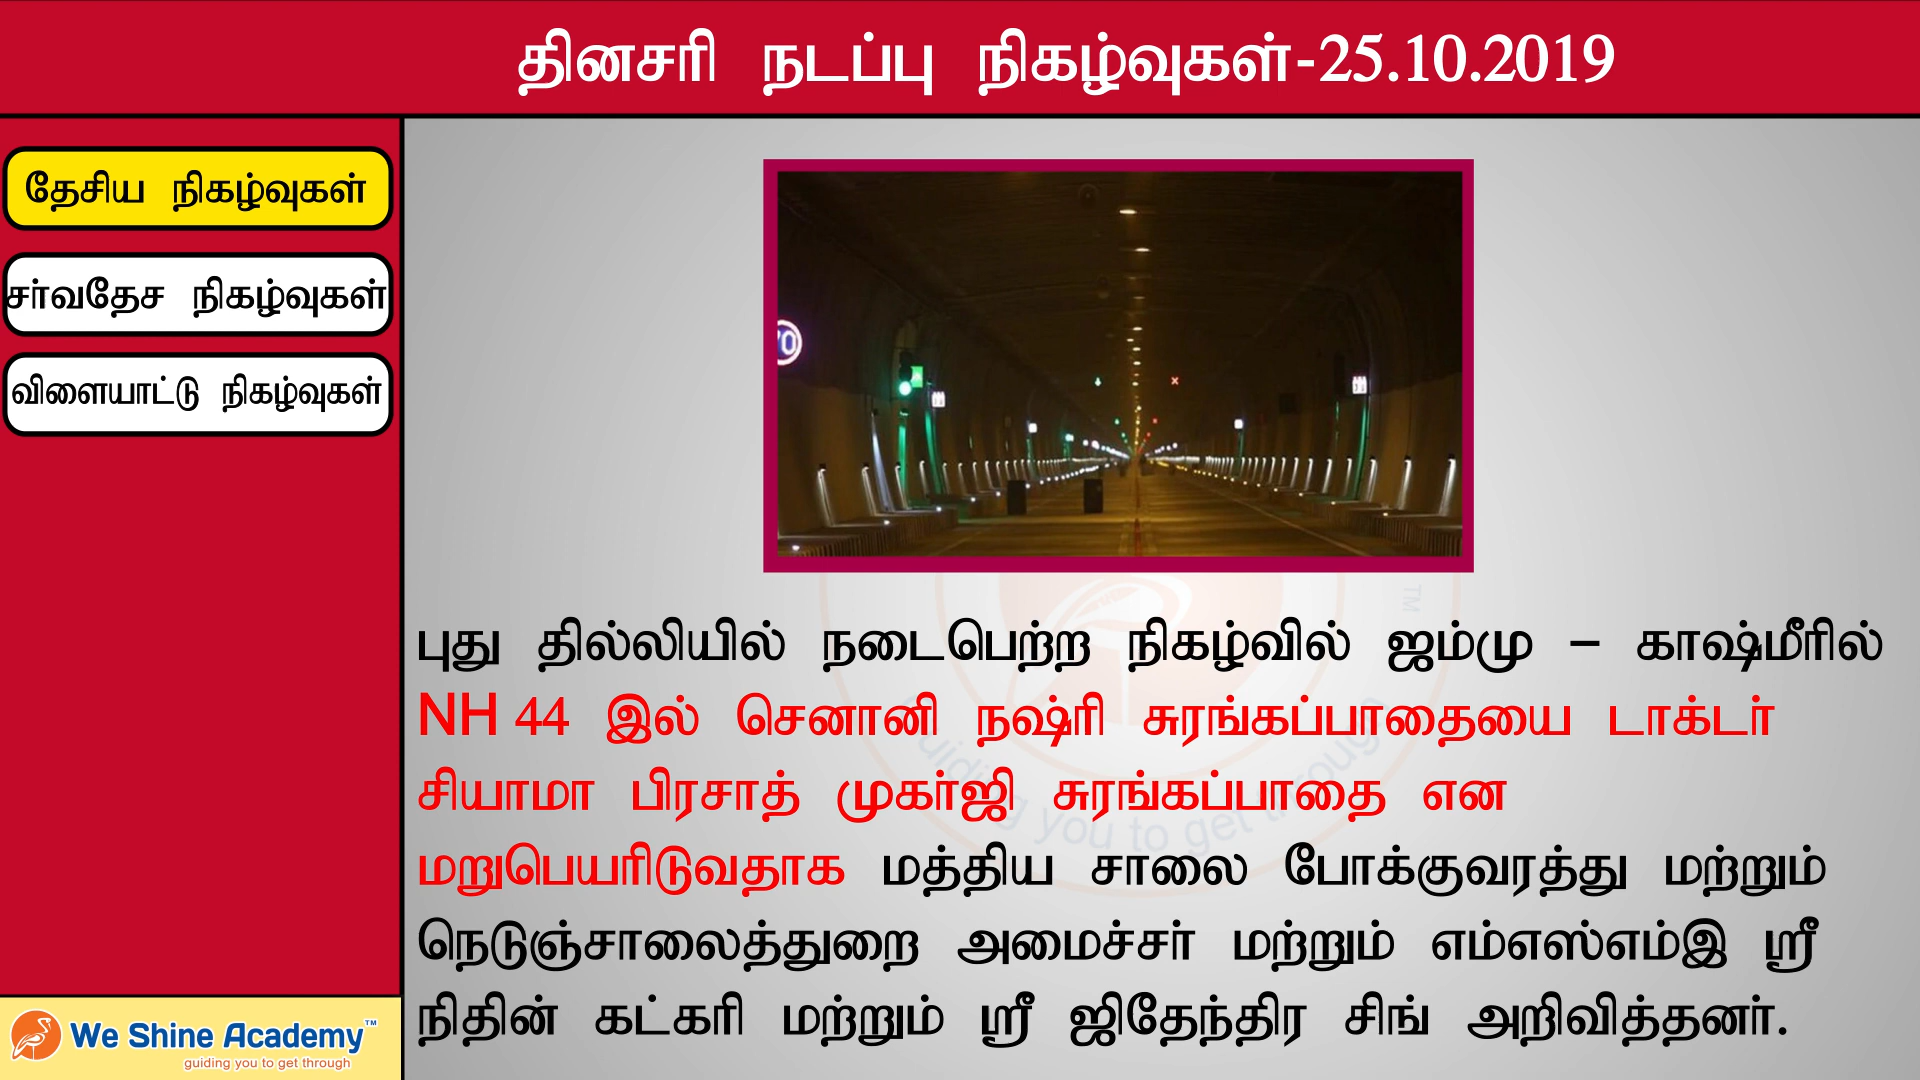 தினசரி நடப்பு நிகழ்வுகள்-25.10.2019
தேசிய நிகழ்வுகள்
சர்வதேச நிகழ்வுகள்
விளையாட்டு நிகழ்வுகள்
புது தில்லியில் நடைபெற்ற நிகழ்வில் ஜம்மு – காஷ்மீரில்
NH 44 இல் செனானி நஷ்ரி சுரங்கப்பாதையை டாக்டர்
சியாமா பிரசாத் முகர்ஜி சுரங்கப்பாதை என
மறுபெயரிடுவதாக மத்திய சாலை போக்குவரத்து மற்றும்
நெடுஞ்சாலைத்துறை அமைச்சர் மற்றும் எம்எஸ்எம்இ ஸ்ரீ
நிதின் கட்கரி மற்றும் ஸ்ரீ ஜிதேந்திர சிங் அறிவித்தனர்.
We Shine Academy™
guiding you to get through